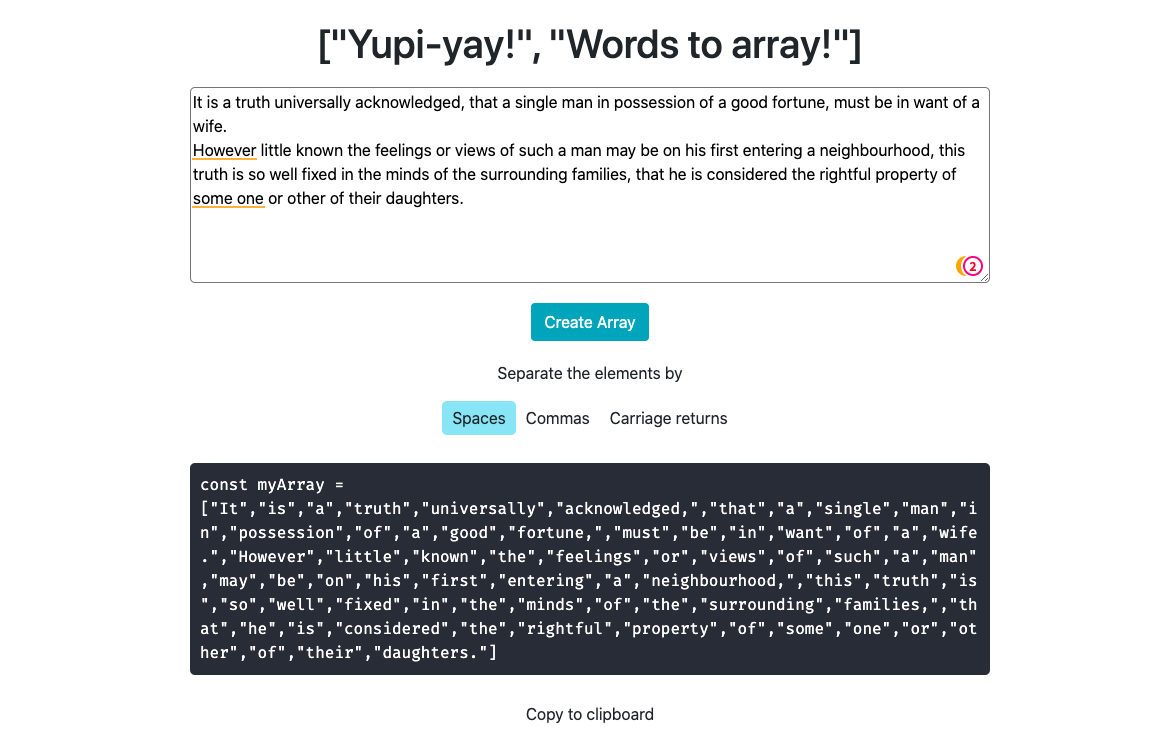 ["Yupi-yay!", "Words to array!"]
It is a truth universally acknowledged, that a single man in possession of a good fortune, must be in want of a
wife.
However little known the feelings or views of such a man may be on his first entering a neighbourhood, this
truth is so well fixed in the minds of the surrounding families, that he is considered the rightful property of
some one or other of their daughters.
2
Create Array
Separate the elements by
Spaces Commas Carriage returns
const myArray =
["It","is","a","truth","universally","acknowledged,","that","a","single","man","i
n","possession","of","a","good","fortune,","must","be","in","want","of","a","wife
.","However","little","known","the","feelings","or","views","of","such","a","man"
,"may","be","on","his","first","entering","a","neighbourhood,","this","truth","is
","so","well","fixed","in","the","minds","of","the","surrounding","families,","th
at","he","is","considered","the","rightful","property","of","some","one","or","ot
her","of","their","daughters."]
Copy to clipboard